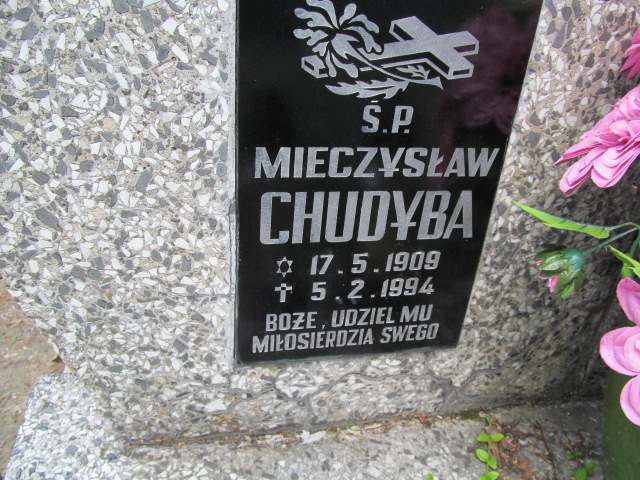 Ś.P.
MIECZYSŁAW
CHUDYBA
✡ 17.5.1909
✝ 5.2.1994
BOŻE, UDZIEL MU
MIŁOSIERDZIA SWEGO